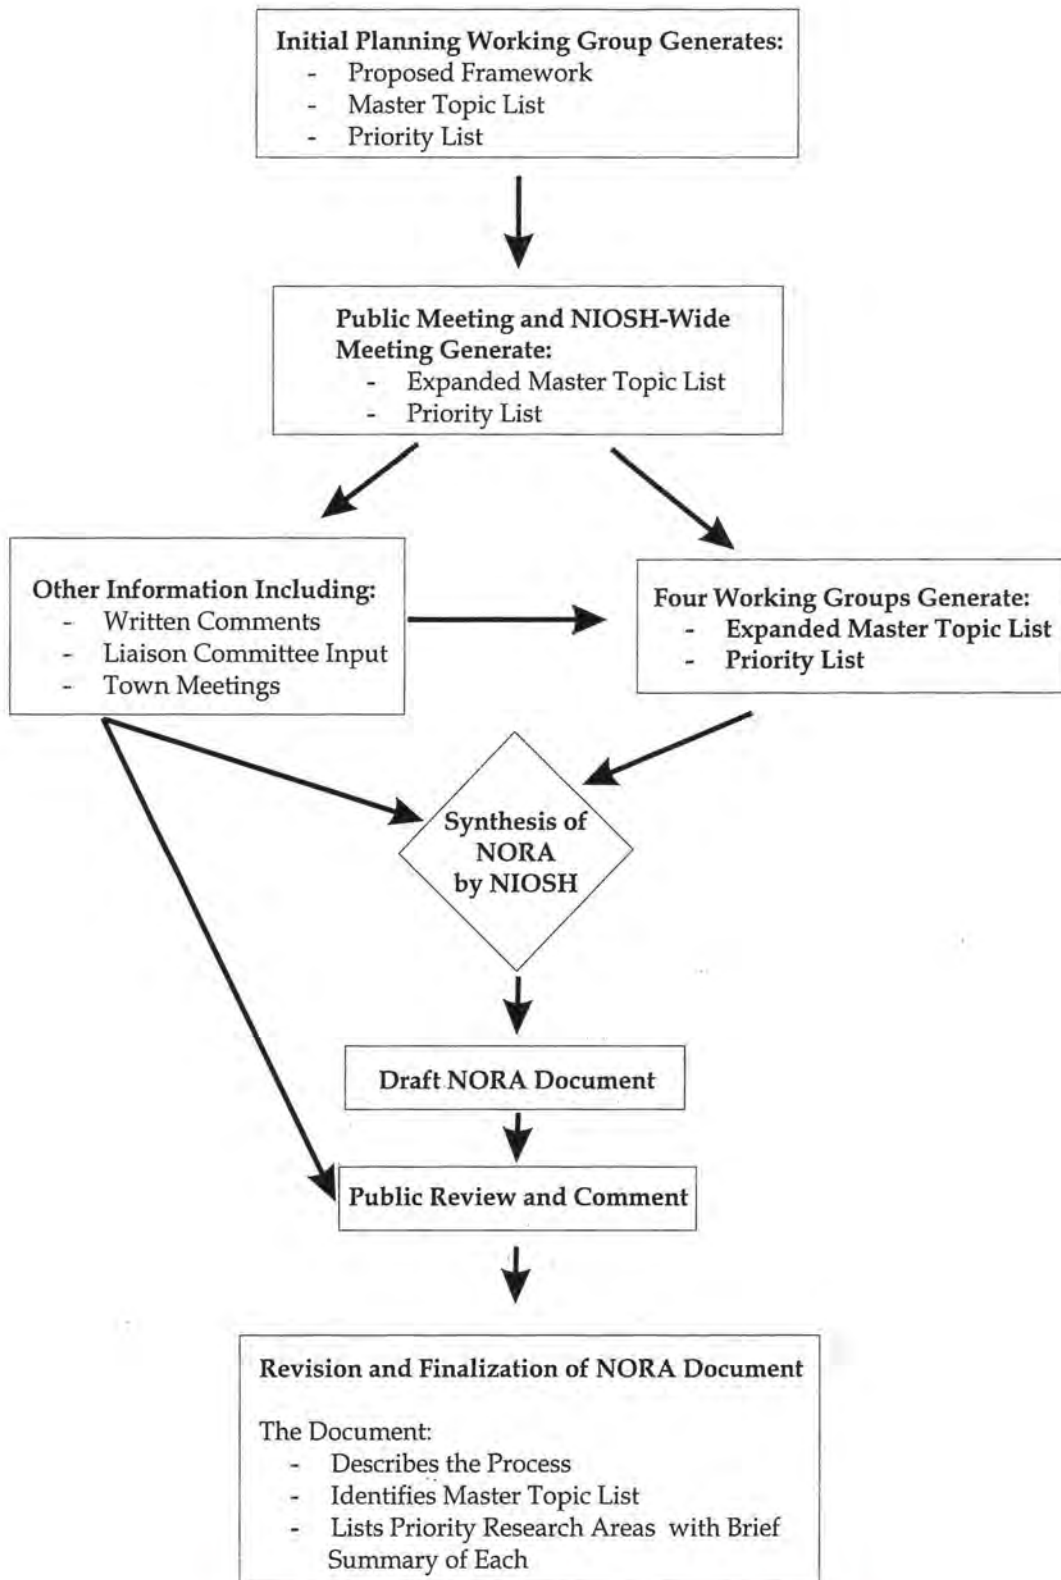 Initial Planning Working Group Generates:
- Proposed Framework
- Master Topic List
- Priority List
Public Meeting and NIOSH-Wide
Meeting Generate:
- Expanded Master Topic List
- Priority List
Other Information Including:
- Written Comments
- Liaison Committee Input
- Town Meetings
Four Working Groups Generate:
- Expanded Master Topic List
- Priority List
Synthesis of
NORA
by NIOSH
Draft NORA Document
Public Review and Comment
Revision and Finalization of NORA Document
The Document:
- Describes the Process
- Identifies Master Topic List
- Lists Priority Research Areas with Brief
Summary of Each